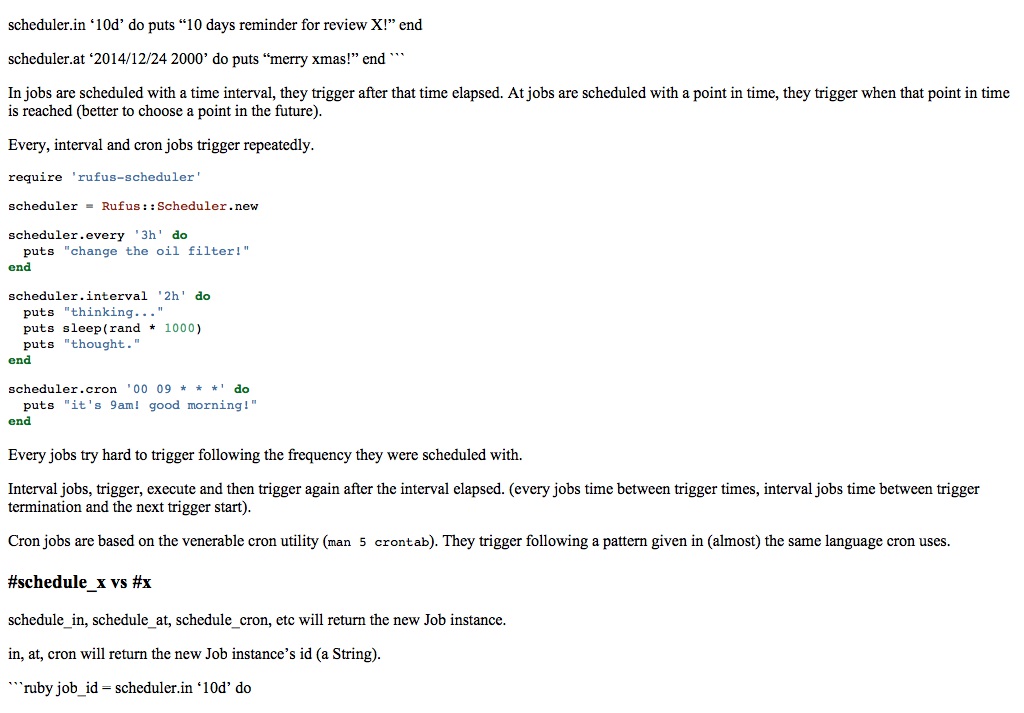 scheduler.in ‘10d’ do puts “10 days reminder for review X!” end
scheduler.at ‘2014/12/24 2000’ do puts “merry xmas!” end ```
In jobs are scheduled with a time interval, they trigger after that time elapsed. At jobs are scheduled with a point in time, they trigger when that point in time
is reached (better to choose a point in the future).
Every, interval and cron jobs trigger repeatedly.
require 'rufus-scheduler'
scheduler = Rufus::Scheduler.new
scheduler.every '3h' do
  puts "change the oil filter!"
end
scheduler.interval '2h' do
  puts "thinking..."
  puts sleep(rand * 1000)
  puts "thought."
end
scheduler.cron '00 09 * * *' do
  puts "it's 9am! good morning!"
end
Every jobs try hard to trigger following the frequency they were scheduled with.
Interval jobs, trigger, execute and then trigger again after the interval elapsed. (every jobs time between trigger times, interval jobs time between trigger
termination and the next trigger start).
Cron jobs are based on the venerable cron utility (man 5 crontab). They trigger following a pattern given in (almost) the same language cron uses.
#schedule_x vs #x
schedule_in, schedule_at, schedule_cron, etc will return the new Job instance.
in, at, cron will return the new Job instance’s id (a String).
```ruby job_id = scheduler.in ‘10d’ do